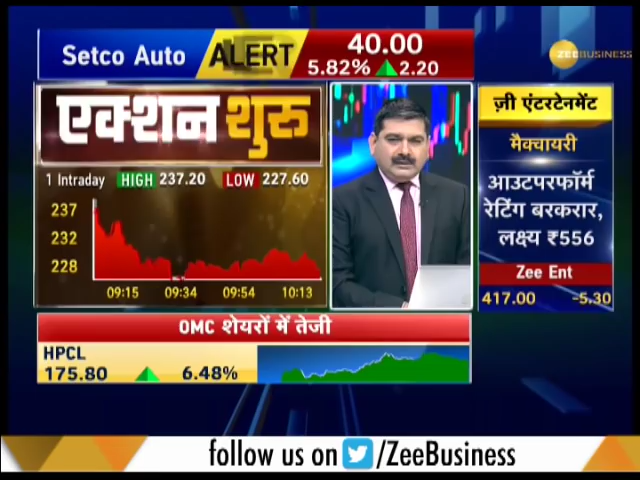 Setco Auto
ALERT
40.00
5.82% 2.20
ZEEBUSINESS
एक्शन शुरू
1 Intraday HIGH 237.20 LOW 227.60
237
232
228
09:15 09:34 09:54 10:13
ज़ी एंटरटेनमेंट
मैक्वायरी
आउटपरफॉर्म
रेटिंग बरकरार,
लक्ष्य ₹556
Zee Ent
417.00 -5.30
OMC शेयरों में तेजी
HPCL
175.80 6.48%
follow us on /ZeeBusiness